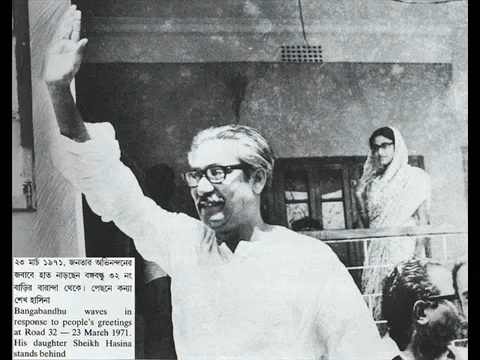 ২৩ মার্চ ১৯৭১, জনতার অভিনন্দনের
জবাবে হাত নাড়ছেন বঙ্গবন্ধু ৩২ নং
বাড়ির বারান্দা থেকে। পেছনে কন্যা
শেখ হাসিনা
Bangabandhu waves in
response to people's greetings
at Road 32 — 23 March 1971.
His daughter Sheikh Hasina
stands behind